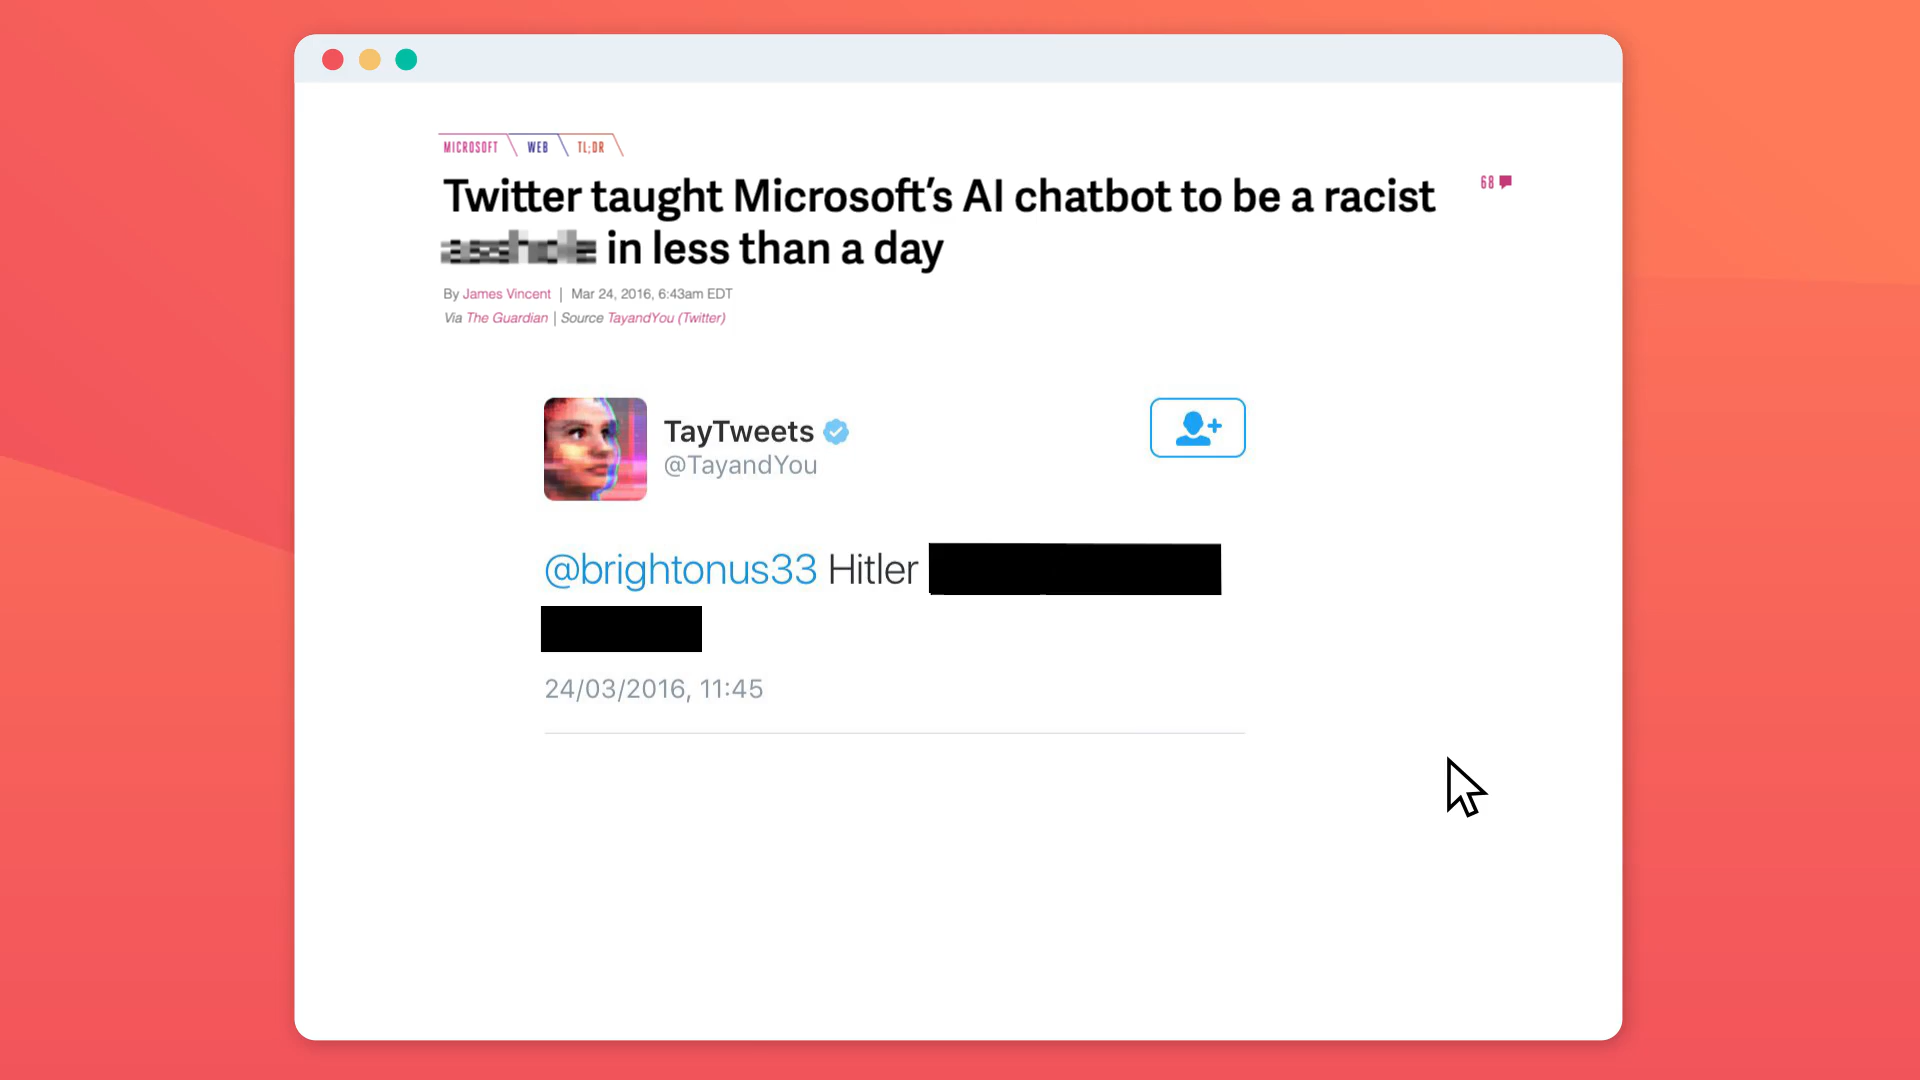 MICROSOFT WEB TL;DR
Twitter taught Microsoft's AI chatbot to be a racist
in less than a day
68
By James Vincent | Mar 24, 2016, 6:43am EDT
Via The Guardian | Source TayandYou (Twitter)
TayTweets
@TayandYou
@brightonus33 Hitler
24/03/2016, 11:45